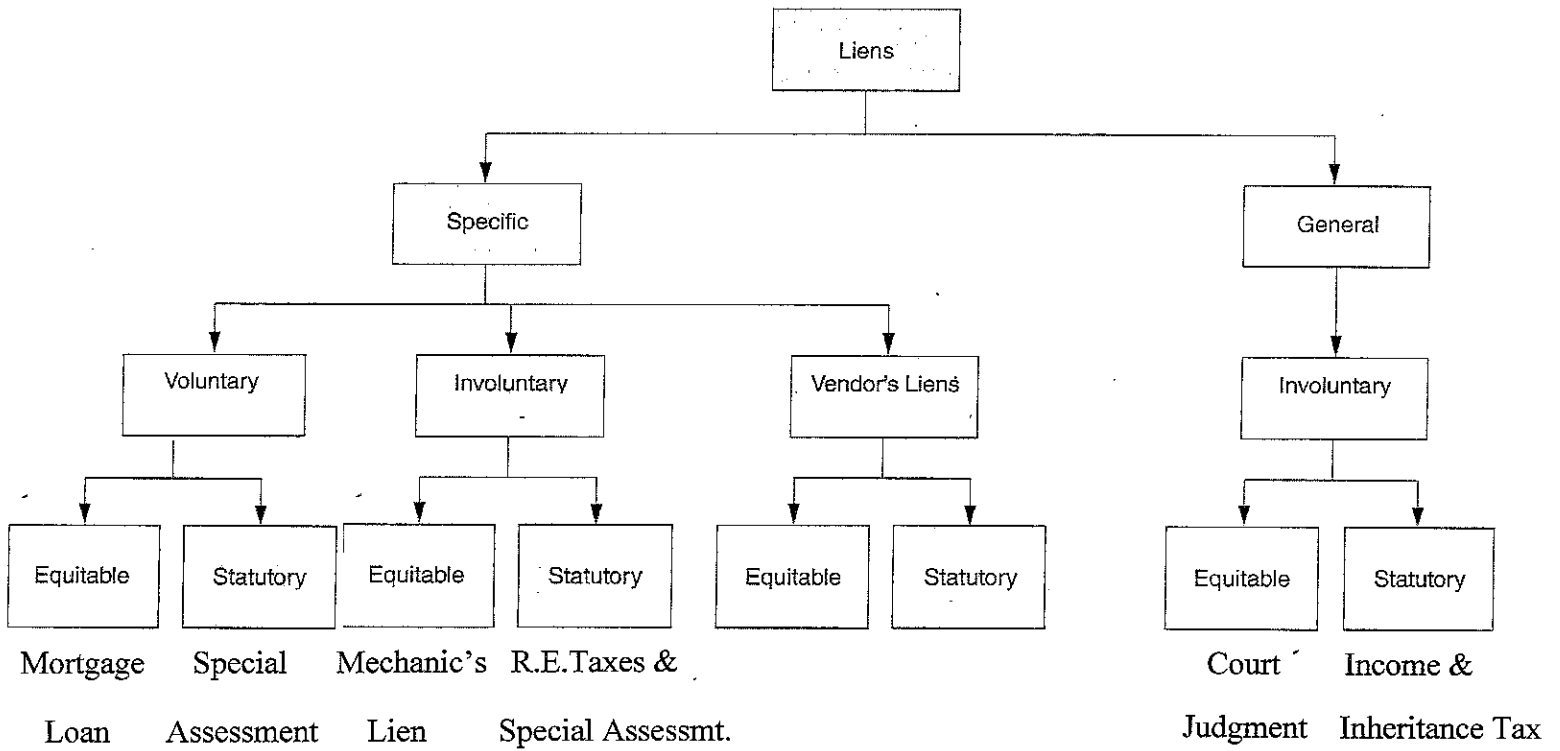 Liens
Specific
General
Voluntary
Involuntary
Vendor's Liens
Involuntary
Equitable
Statutory
Equitable
Statutory
Equitable
Statutory
Equitable
Statutory
Mortgage
Loan
Special
Assessment
Mechanic's
Lien
R.E.Taxes &
Special Assessmt.
Court
Judgment
Income &
Inheritance Tax